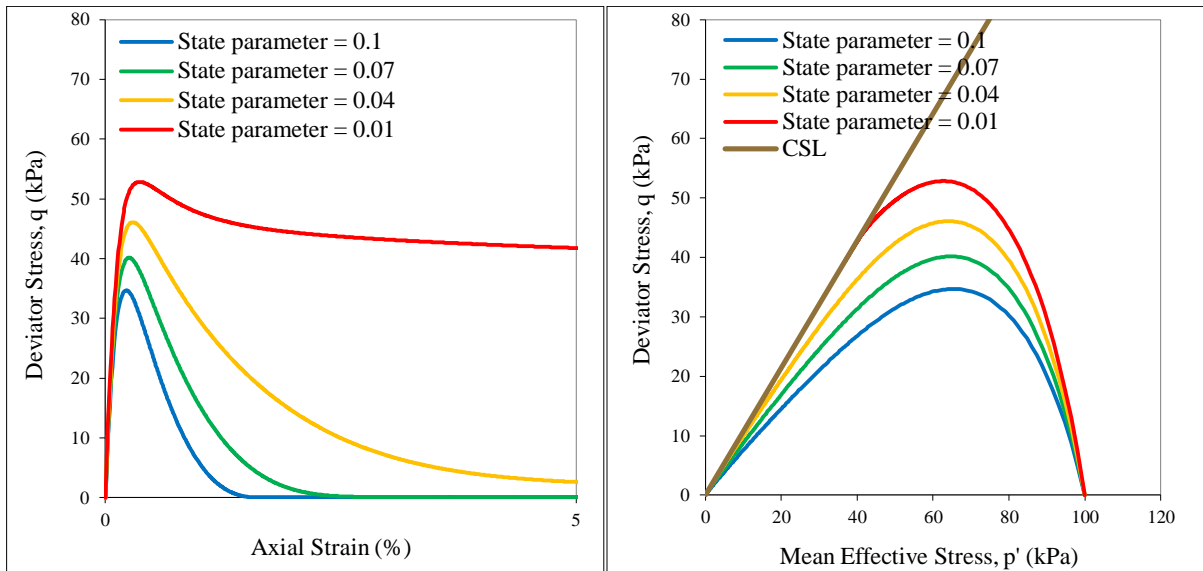 80
70
60
50
40
30
20
10
0
Deviator Stress, q (kPa)
State parameter = 0.1
State parameter = 0.07
State parameter = 0.04
State parameter = 0.01
0
5
Axial Strain (%)
80
70
60
50
40
30
20
10
0
Deviator Stress, q (kPa)
State parameter = 0.1
State parameter = 0.07
State parameter = 0.04
State parameter = 0.01
CSL
0 20 40 60 80 100 120
Mean Effective Stress, p' (kPa)